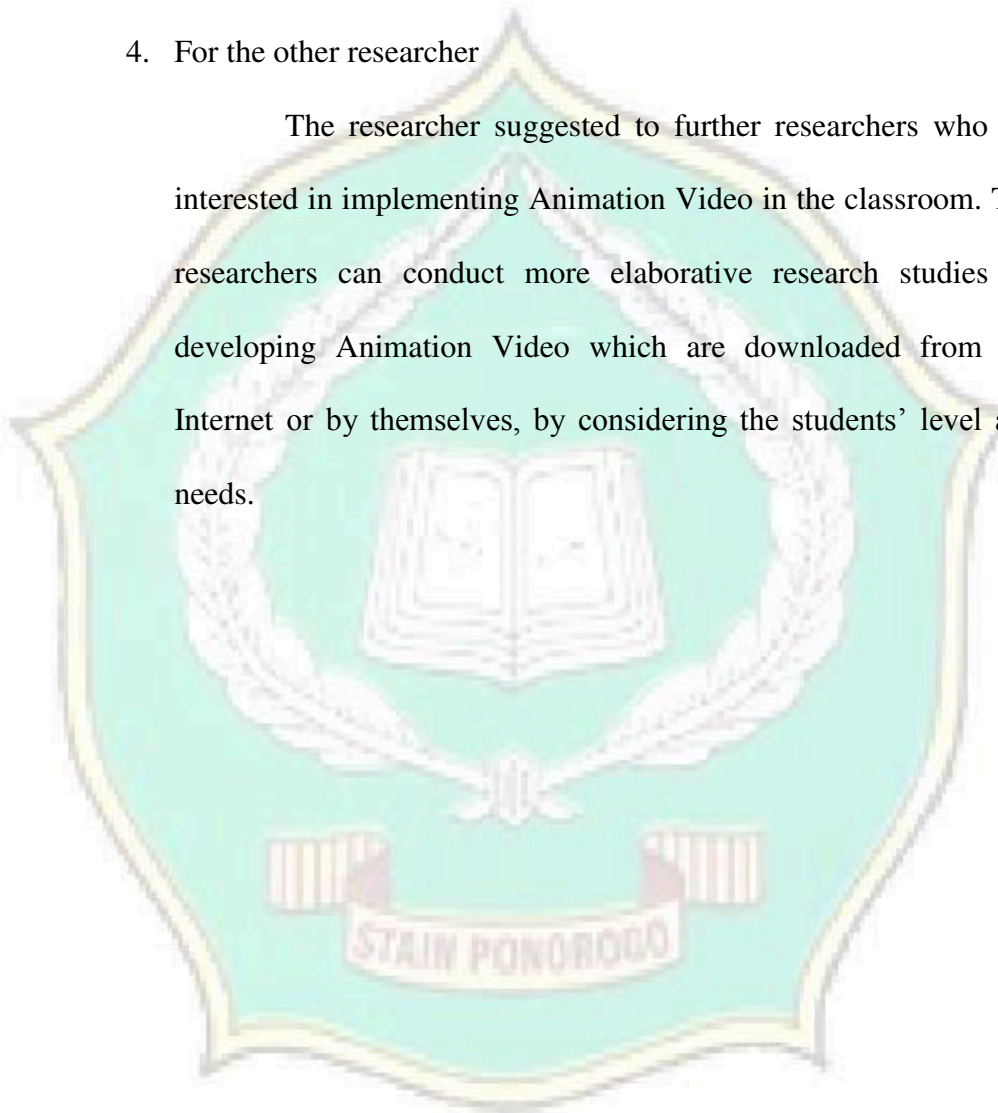 4. For the other researcher
The researcher suggested to further researchers who
interested in implementing Animation Video in the classroom.
researchers can conduct more elaborative research studies
developing Animation Video which are downloaded from
Internet or by themselves, by considering the students’ level
needs.
STAIN PONOROGO